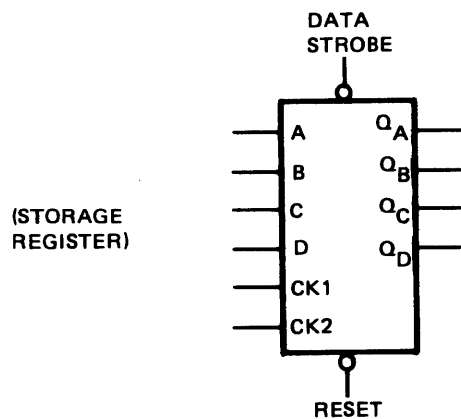 DATA
STROBE
A
QA
B
QB
(STORAGE
REGISTER)
C
QC
D
QD
CK1
CK2
RESET